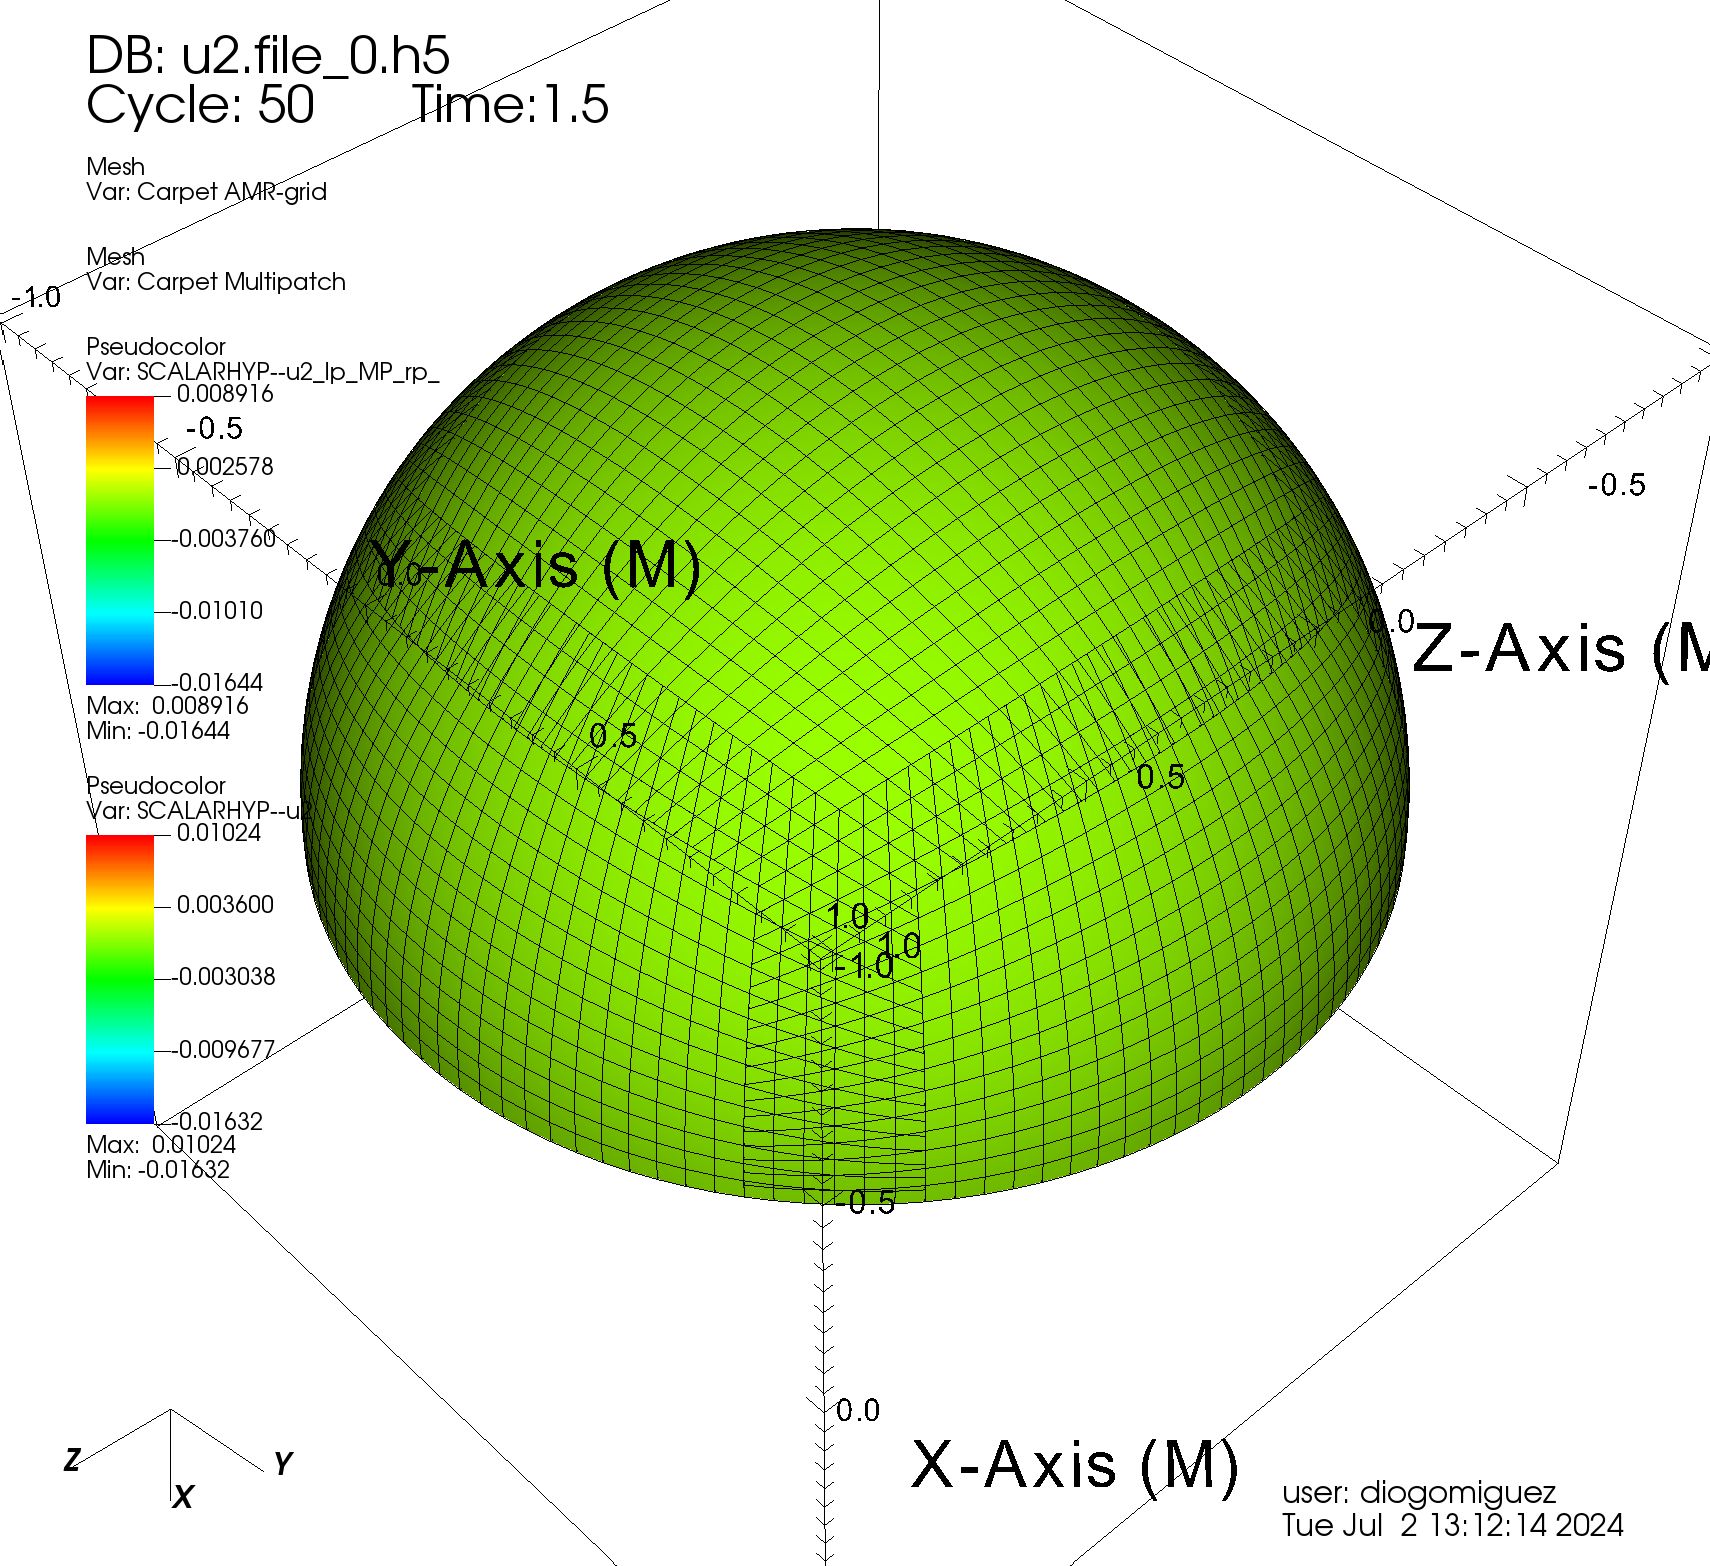 DB: u2.file_0.h5
Cycle: 50 Time:1.5
Mesh
Var: Carpet AMR-grid
Mesh
Var: Carpet Multipatch
-1.0
Pseudocolor
Var: SCALARHYP--u2_lp_MP_rp_
0.008916
-0.5
0.002578
-0.003760
-0.01010
-0.01644
Max: 0.008916
Min: -0.01644
Pseudocolor
Var: SCALARHYP--u2
0.01024
0.003600
-0.003038
-0.009677
-0.01632
Max: 0.01024
Min: -0.01632
Y-Axis (M)
0.0
0.5
1.0
-0.5
0.0
Z-Axis (M
0.5
1.0
-1.0
-0.5
0.0
X-Axis (M)
Z
Y
X
user: diogomiguez
Tue Jul 2 13:12:14 2024